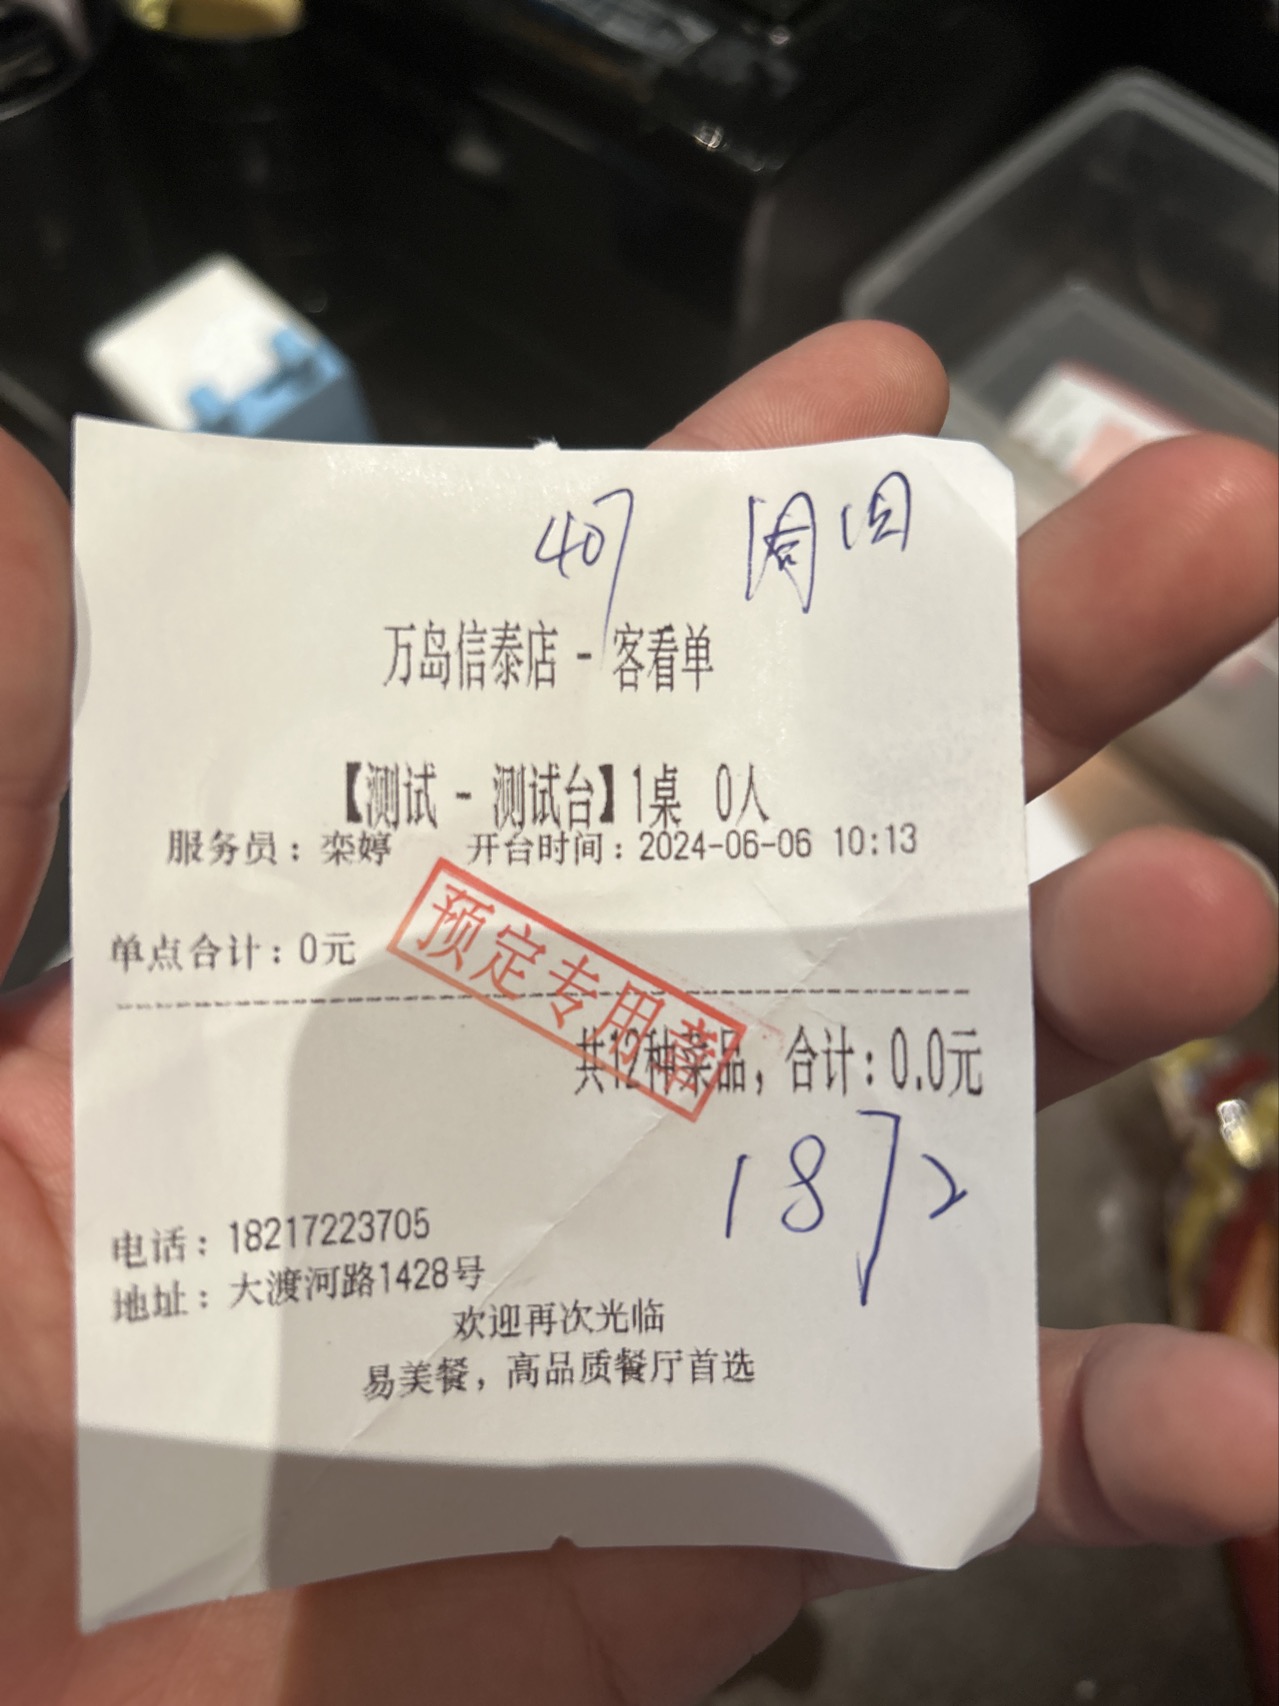 407 周1回
万岛信泰店 - 客看单
【测试 - 测试台】1桌 0人
服务员：栾婷 开台时间：2024-06-06 10:13
单点合计：0元
预定专用章
共12种菜品，合计：0.0元
1872
电话：18217223705
地址：大渡河路1428号
欢迎再次光临
易美餐，高品质餐厅首选